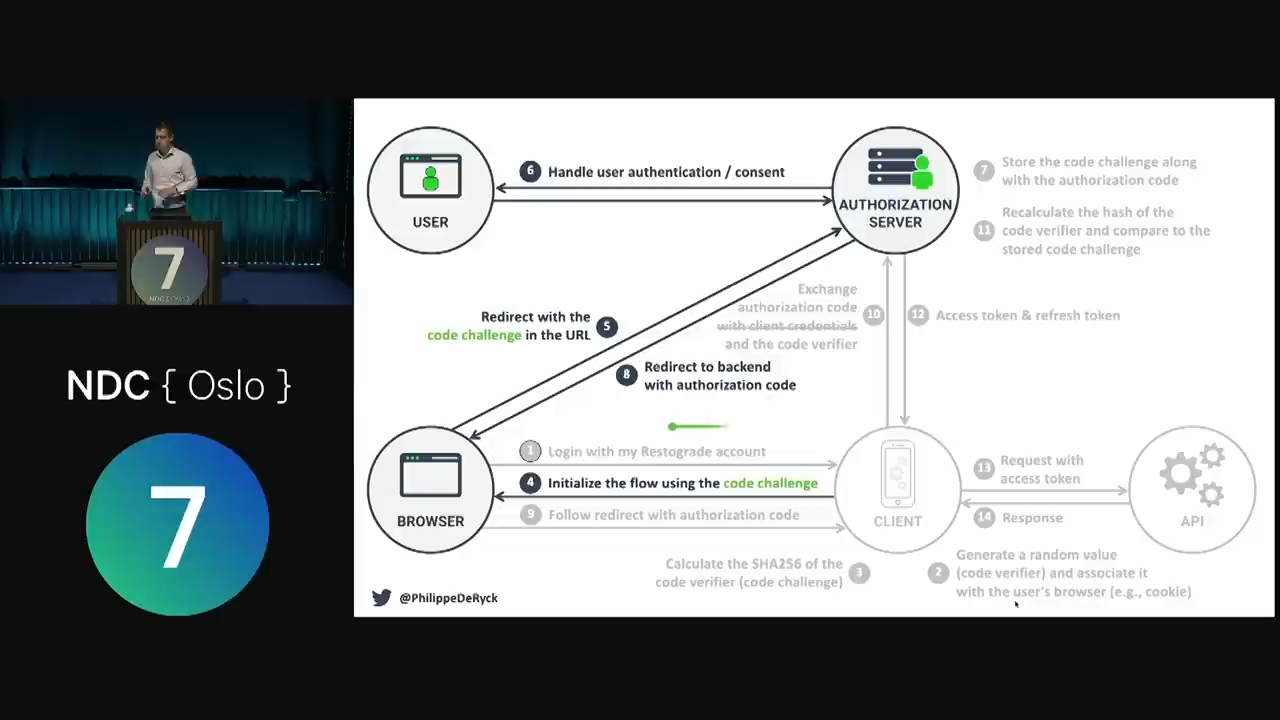 7
NDC { Oslo }
NDC { Oslo }
7
USER
6 Handle user authentication / consent
AUTHORIZATION
SERVER
7 Store the code challenge along
with the authorization code
11 Recalculate the hash of the
code verifier and compare to the
stored code challenge
Redirect with the
code challenge in the URL
5
Exchange
authorization code
with client credentials
and the code verifier
10
12 Access token & refresh token
8 Redirect to backend
with authorization code
1 Login with my Restograde account
4 Initialize the flow using the code challenge
9 Follow redirect with authorization code
BROWSER
CLIENT
13 Request with
access token
14 Response
API
Calculate the SHA256 of the
code verifier (code challenge)
3
2 Generate a random value
(code verifier) and associate it
with the user's browser (e.g., cookie)
@PhilippeDeRyck